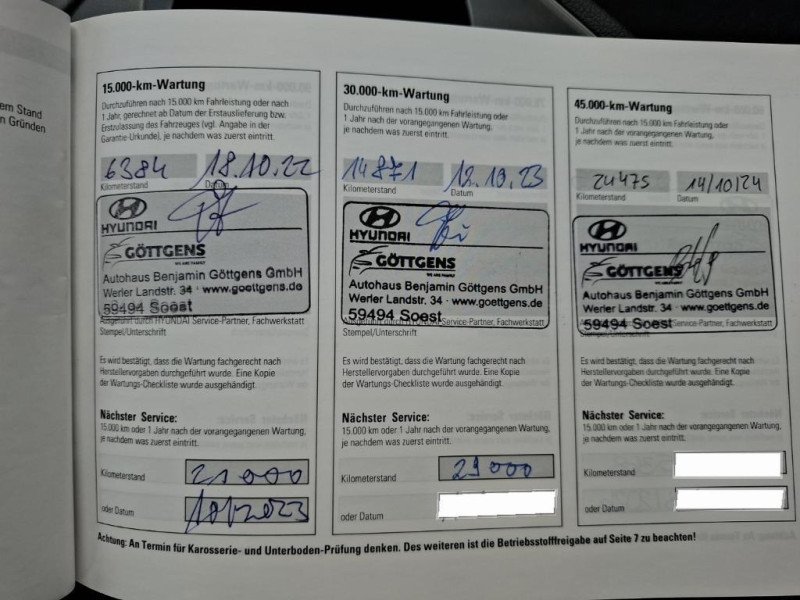 em Stand
n Gründen
15.000-km-Wartung
Durchzuführen nach 15.000 km Fahrleistung oder nach
1 Jahr, gerechnet ab Datum der Erstauslieferung bzw.
Erstzulassung des Fahrzeuges (vgl. Angabe in der
Garantie-Urkunde), je nachdem was zuerst eintritt.
6384 18.10.22
Kilometerstand Datum
HYUNDAI
GÖTTGENS
WE ARE FAMILY
Autohaus Benjamin Göttgens GmbH
Werler Landstr. 34 · www.goettgens.de
59494 Soest
Ausgeführt durch HYUNDAI Service-Partner, Fachwerkstatt
Stempel/Unterschrift
Es wird bestätigt, dass die Wartung fachgerecht nach
Herstellervorgaben durchgeführt wurde. Eine Kopie
der Wartungs-Checkliste wurde ausgehändigt.
Nächster Service:
15.000 km oder 1 Jahr nach der vorangegangenen Wartung,
je nachdem was zuerst eintritt.
Kilometerstand 21000
oder Datum 10/2023
30.000-km-Wartung
Durchzuführen nach 15.000 km Fahrleistung oder
1 Jahr nach der vorangegangenen Wartung,
je nachdem was zuerst eintritt.
14871 12.10.23
Kilometerstand Datum
HYUNDAI
GÖTTGENS
WE ARE FAMILY
Autohaus Benjamin Göttgens GmbH
Werler Landstr. 34 · www.goettgens.de
59494 Soest
Service-Partner, Fachwerkstatt
Stempel/Unterschrift
Es wird bestätigt, dass die Wartung fachgerecht nach
Herstellervorgaben durchgeführt wurde. Eine Kopie
der Wartungs-Checkliste wurde ausgehändigt.
Nächster Service:
15.000 km oder 1 Jahr nach der vorangegangenen Wartung,
je nachdem was zuerst eintritt.
Kilometerstand 29000
oder Datum
45.000-km-Wartung
Durchzuführen nach 15.000 km Fahrleistung oder
1 Jahr nach der vorangegangenen Wartung,
je nachdem was zuerst eintritt.
24475 14/10/24
Kilometerstand Datum
HYUNDAI
GÖTTGENS
Autohaus Benjamin Göttgens GmbH
Werler Landstr. 34 · www.goettgens.de
59494 Soest Service-Partner, Fachwerkstatt
Stempel/Unterschrift
Es wird bestätigt, dass die Wartung fachgerecht nach
Herstellervorgaben durchgeführt wurde. Eine Kopie
der Wartungs-Checkliste wurde ausgehändigt.
Nächster Service:
15.000 km oder 1 Jahr nach der vorangegangenen Wartung,
je nachdem was zuerst eintritt.
Kilometerstand
oder Datum
Achtung: An Termin für Karosserie- und Unterboden-Prüfung denken. Des weiteren ist die Betriebsstofffreigabe auf Seite 7 zu beachten!